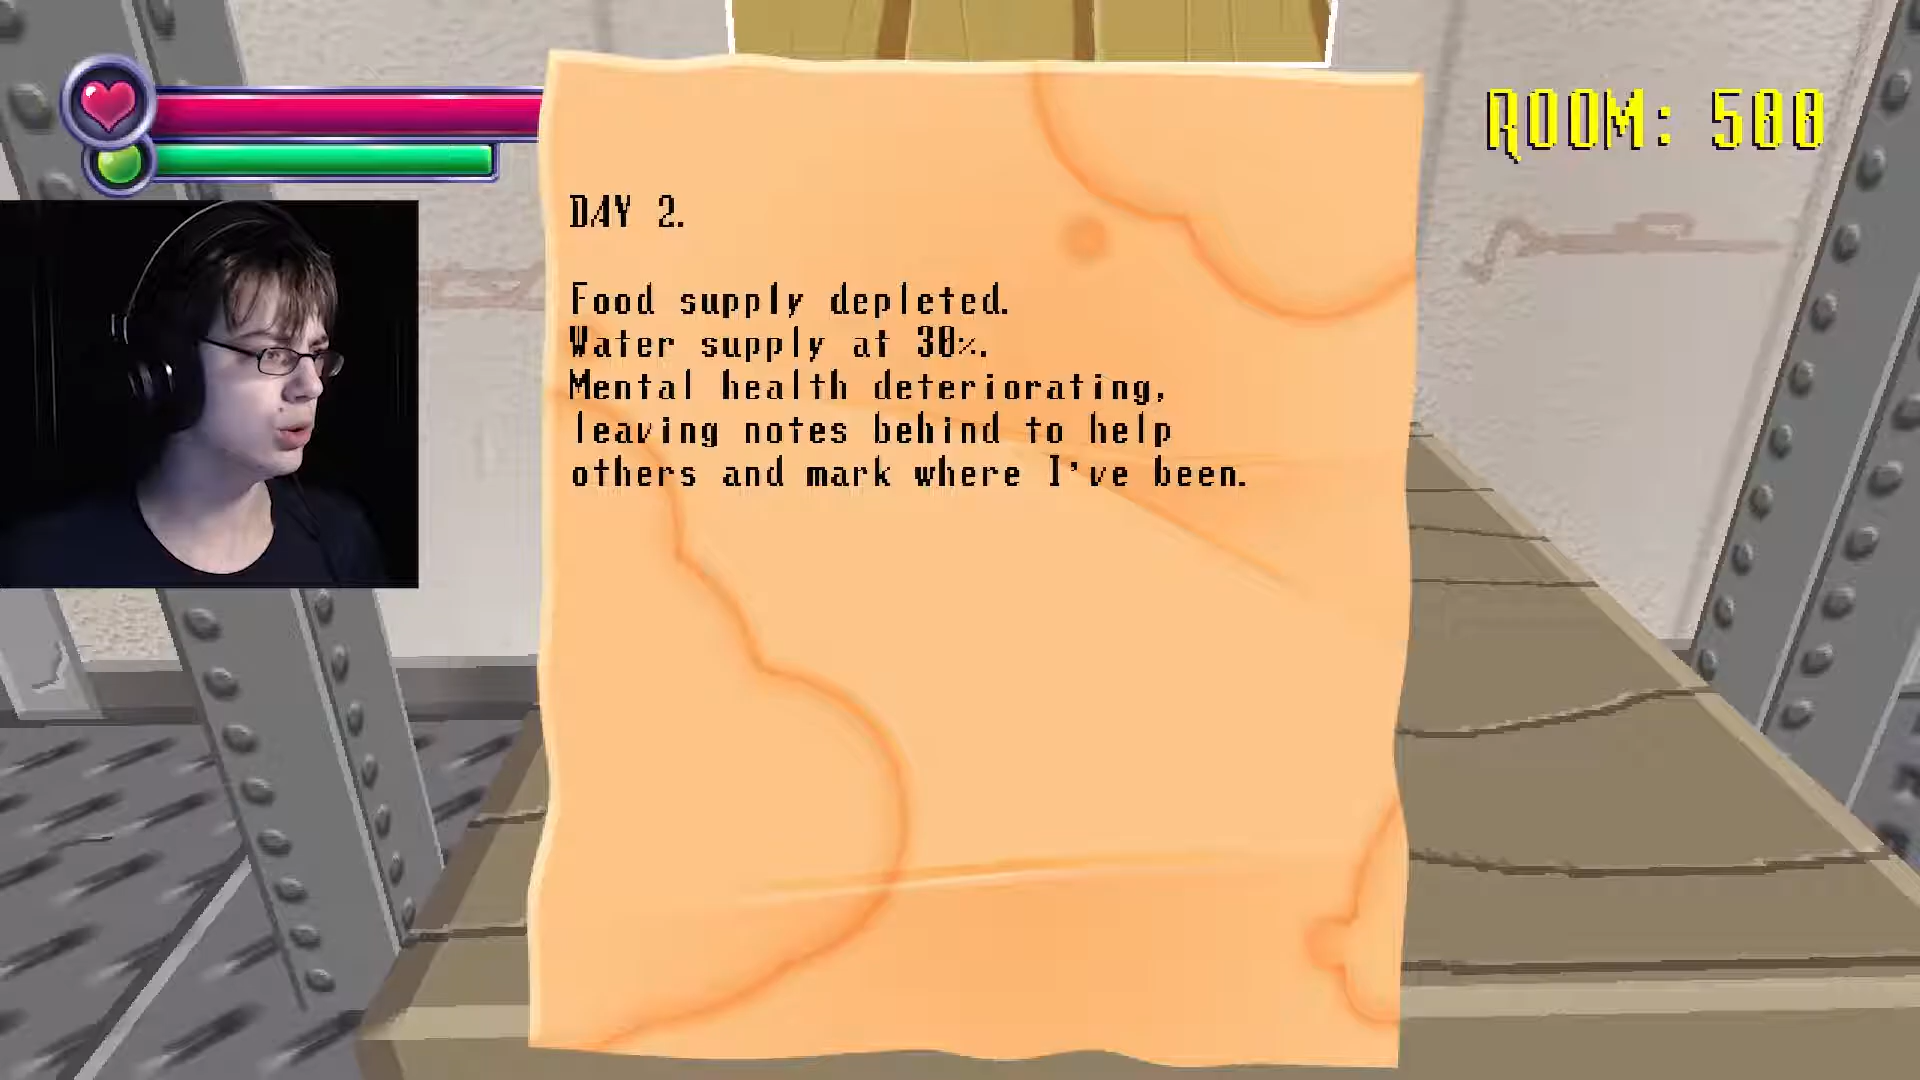 ROOM: 500
DAY 2.
Food supply depleted.
Water supply at 30%.
Mental health deteriorating,
leaving notes behind to help
others and mark where I've been.